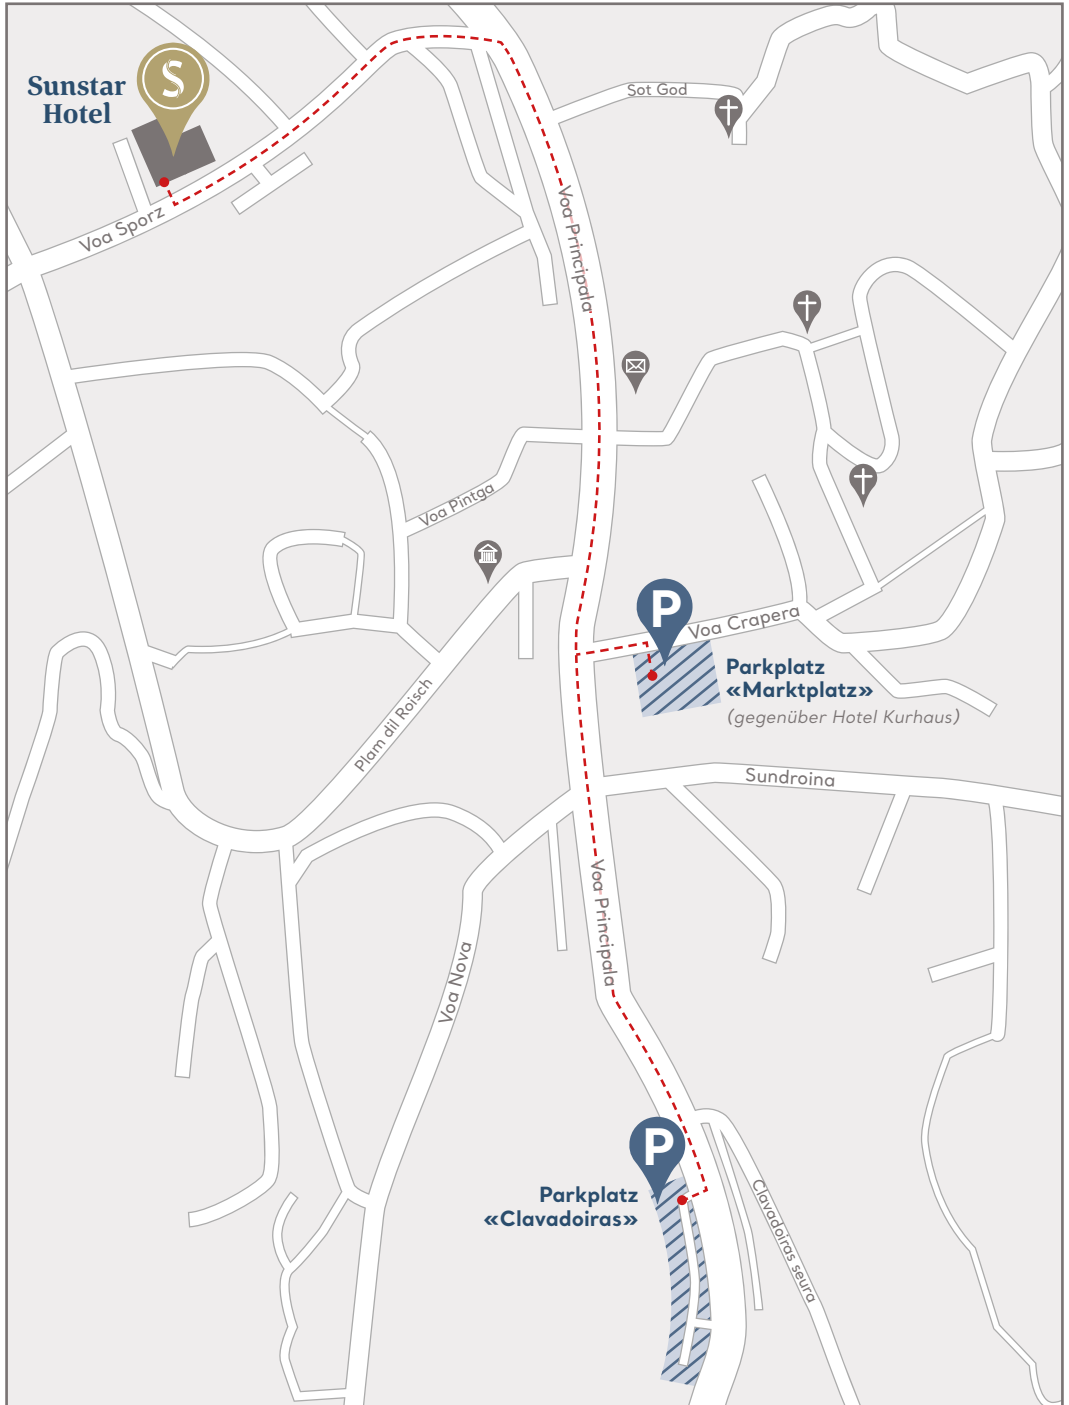 S
Sunstar
Hotel
Sot God
Voa Sporz
Voa Principala
Voa Pintga
P
Voa Crapera
Parkplatz
«Marktplatz»
(gegenüber Hotel Kurhaus)
Plam dil Roisch
Sundroina
Voa Principala
Voa Nova
P
Parkplatz
«Clavadoiras»
Clavadoiras seura